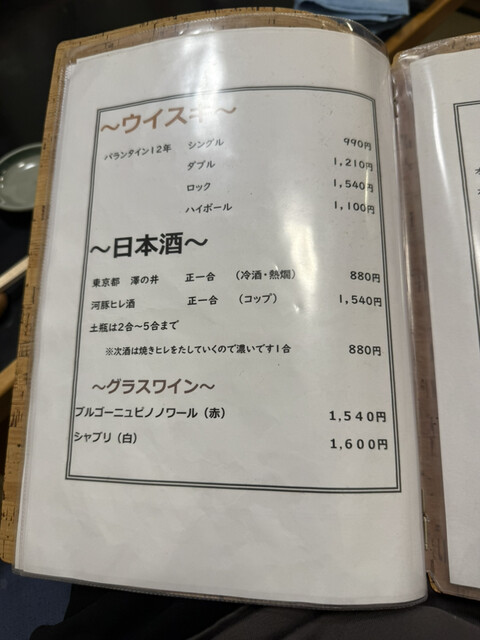 ～ウイスキー～
バランタイン12年 シングル 990円
ダブル 1,210円
ロック 1,540円
ハイボール 1,100円
～日本酒～
東京都 澤の井 正一合 （冷酒・熱燗） 880円
河豚ヒレ酒 正一合 （コップ） 1,540円
土瓶は2合～5合まで
※次酒は焼きヒレをたしていくので濃いです1合 880円
～グラスワイン～
ブルゴーニュピノノワール（赤） 1,540円
シャブリ（白） 1,600円